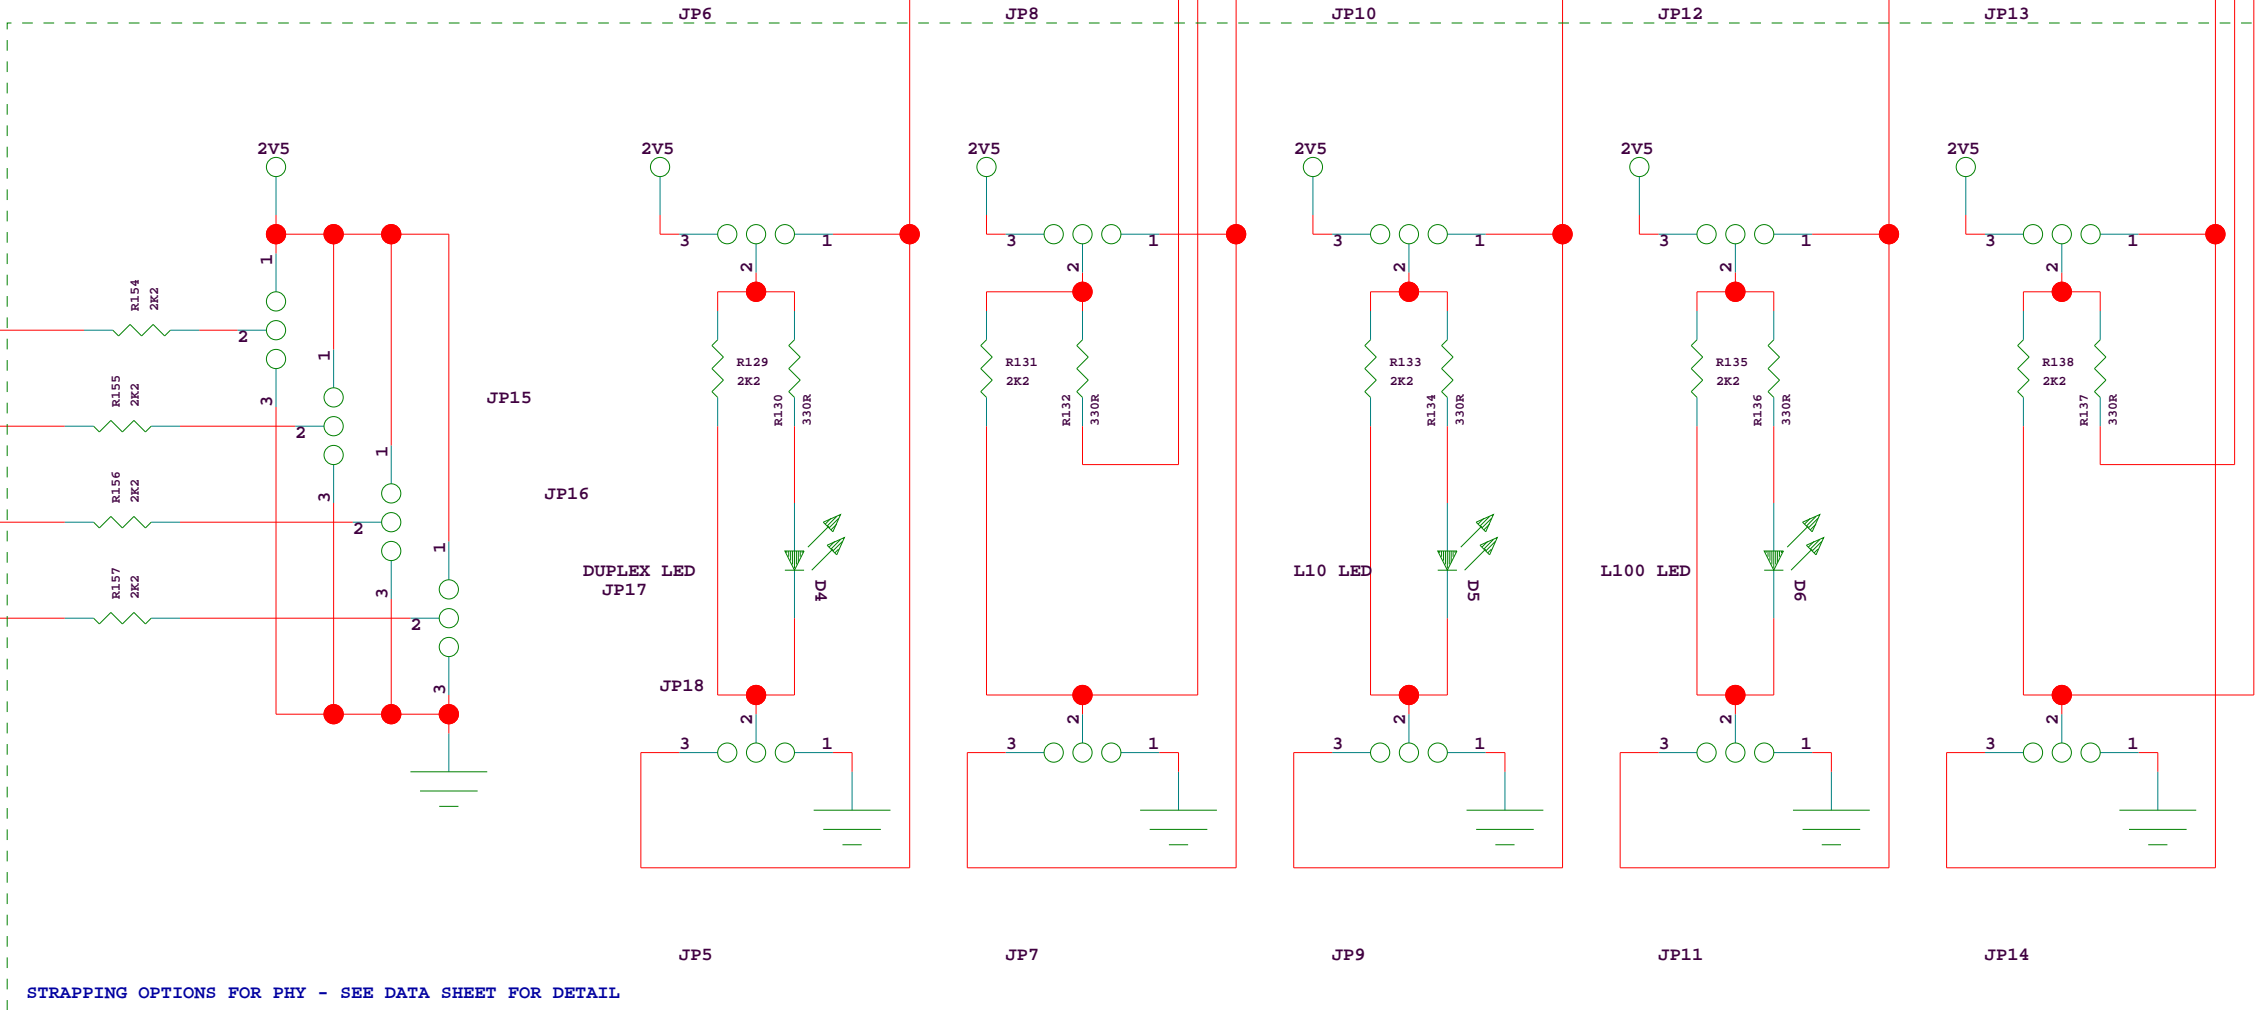 JP6 JP8 JP10 JP12 JP13
2V5 2V5 2V5 2V5 2V5 2V5
3 1 3 1 3 1 3 1 3 1
1 2 2 2 2 2
R154 2K2
2
R129 R131 R133 R135 R138
2K2 2K2 2K2 2K2 2K2
1
R155 2K2
3
JP15
R130 330R R132 330R R134 330R R136 330R R137 330R
2
1
R156 2K2
3
JP16
2
1
R157 2K2
3
DUPLEX LED L10 LED L100 LED
JP17 D4 D5 D6
2
3
JP18
2 2 2 2 2
3 1 3 1 3 1 3 1 3 1
JP5 JP7 JP9 JP11 JP14
STRAPPING OPTIONS FOR PHY - SEE DATA SHEET FOR DETAIL